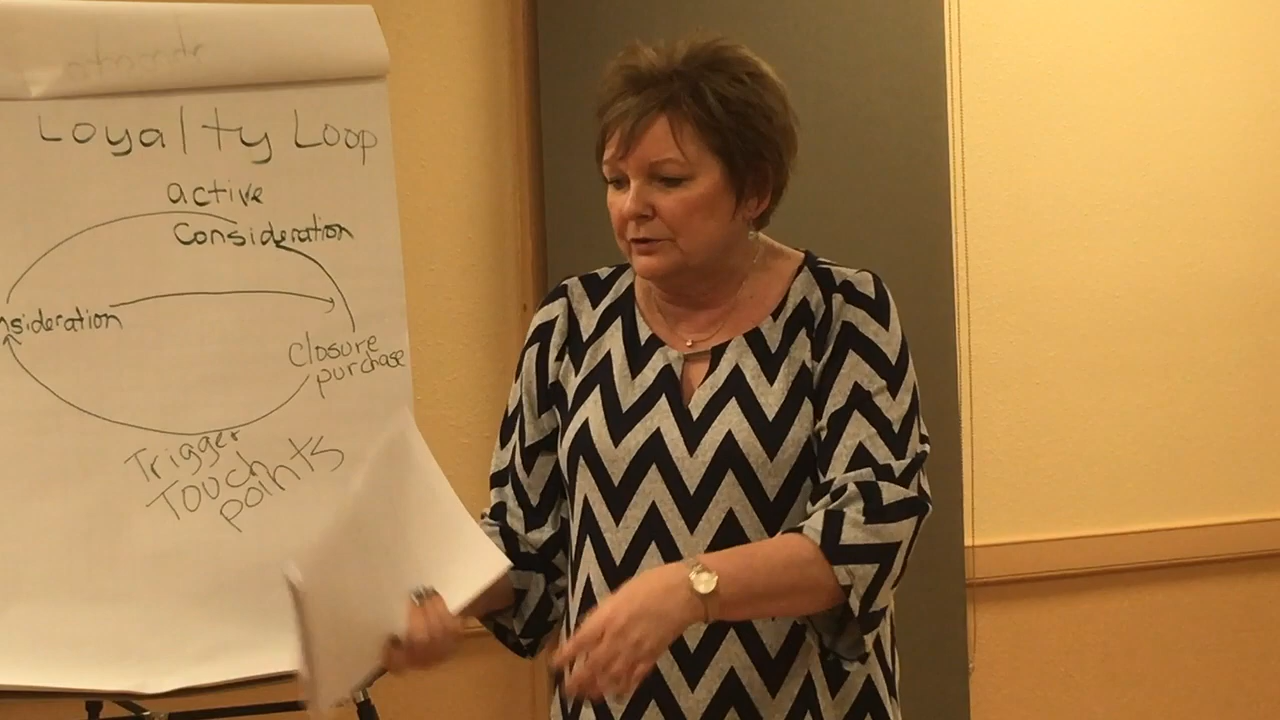 Loyalty Loop
active
Consideration
nsideration
closure
purchase
Trigger
Touch
points